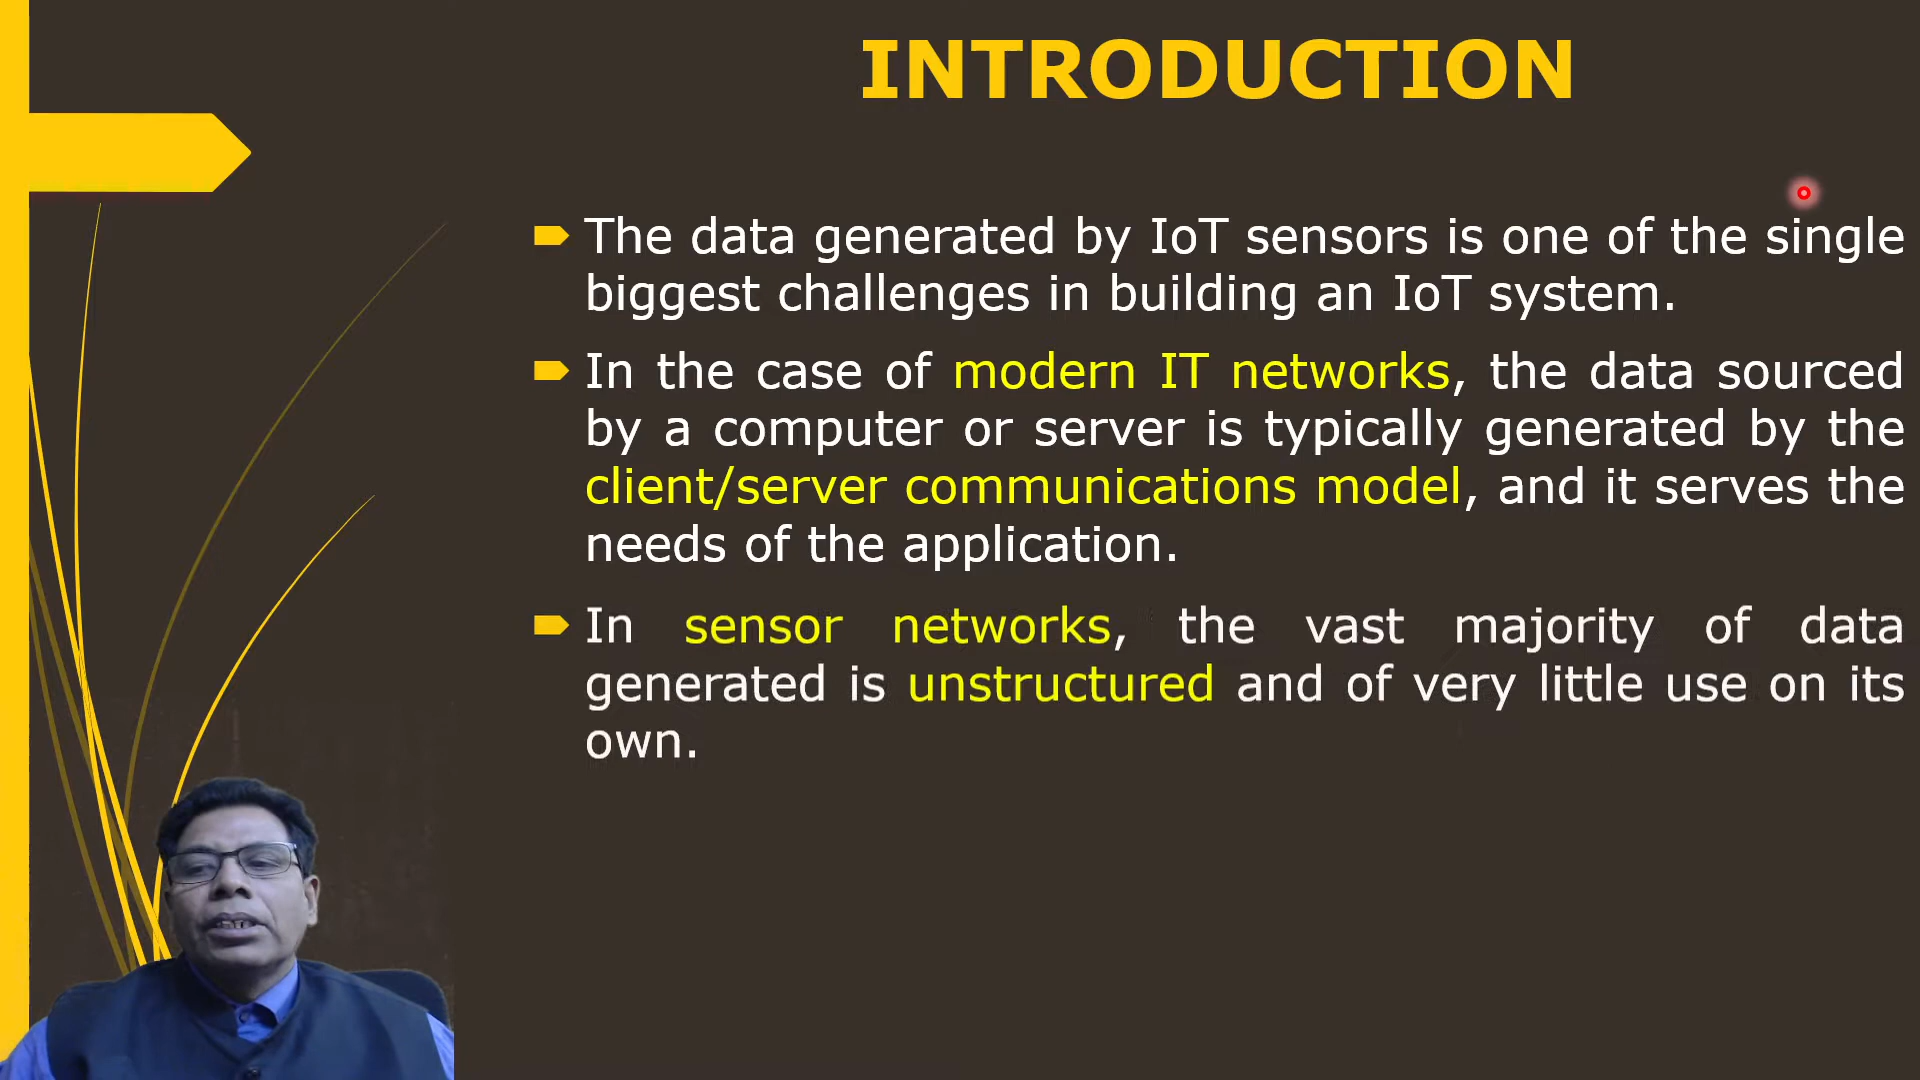 INTRODUCTION
The data generated by IoT sensors is one of the single
biggest challenges in building an IoT system.
In the case of modern IT networks, the data sourced
by a computer or server is typically generated by the
client/server communications model, and it serves the
needs of the application.
In sensor networks, the vast majority of data
generated is unstructured and of very little use on its
own.